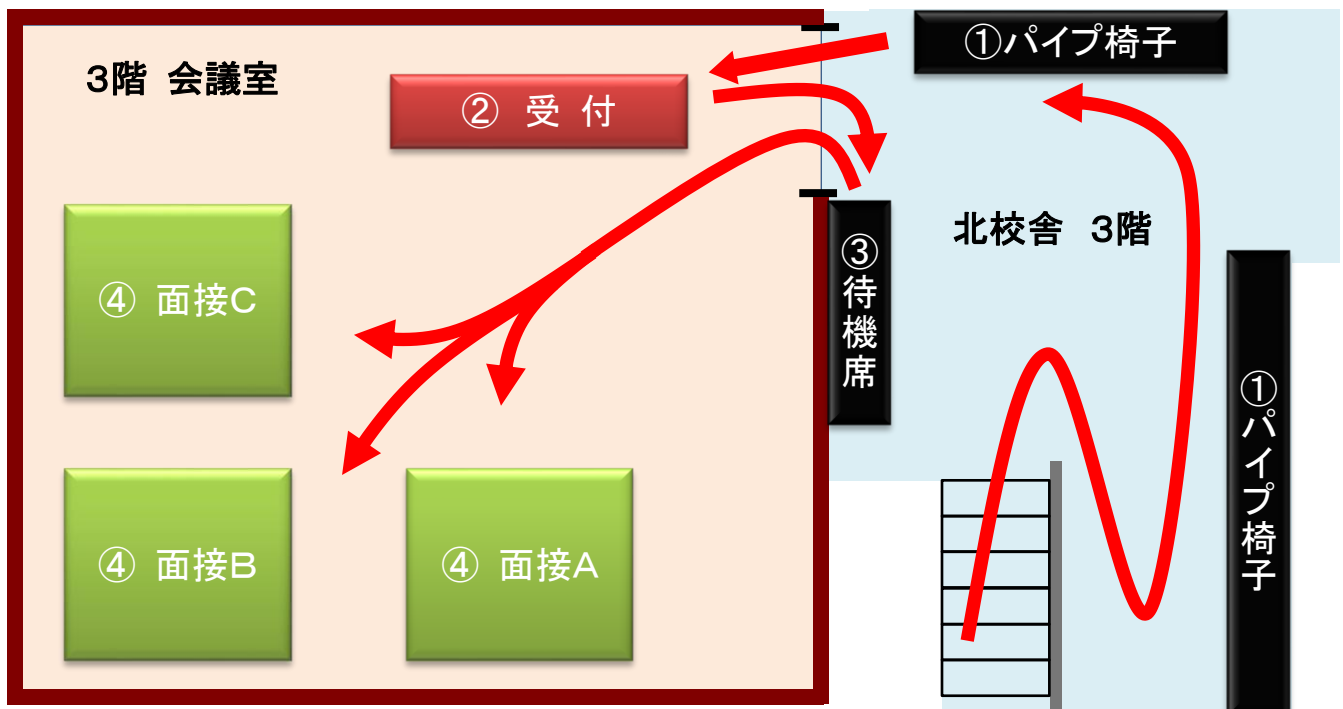 ①パイプ椅子
3階 会議室
② 受 付
北校舎 3階
③待機席
④ 面接C
①パイプ椅子
④ 面接B
④ 面接A